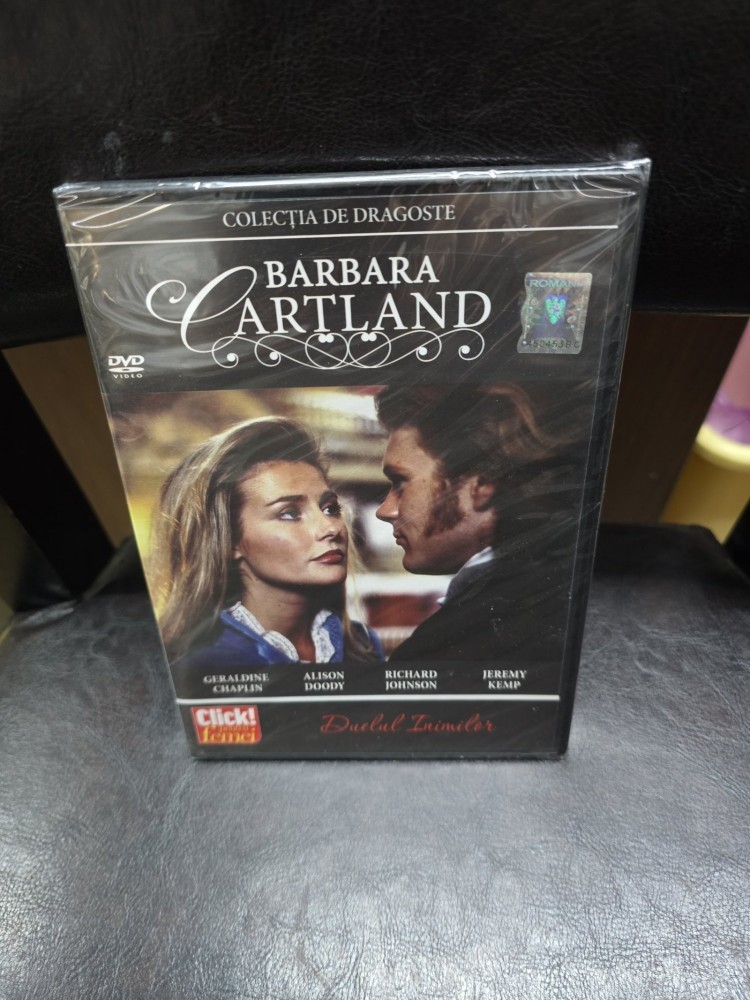 COLECȚIA DE DRAGOSTE
BARBARA
CARTLAND
DVD
VIDEO
GERALDINE
CHAPLIN
ALISON
DOODY
RICHARD
JOHNSON
JEREMY
KEMP
Click!
pentru
femei
Duelul Inimilor